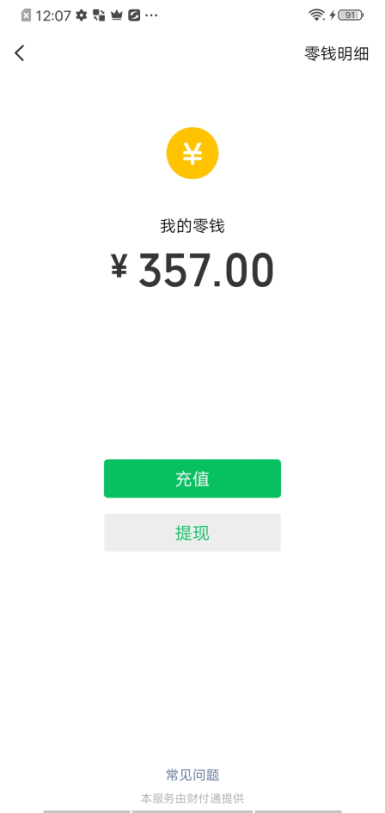 12:07 ··· 91
零钱明细
¥
我的零钱
¥357.00
充值
提现
常见问题
本服务由财付通提供